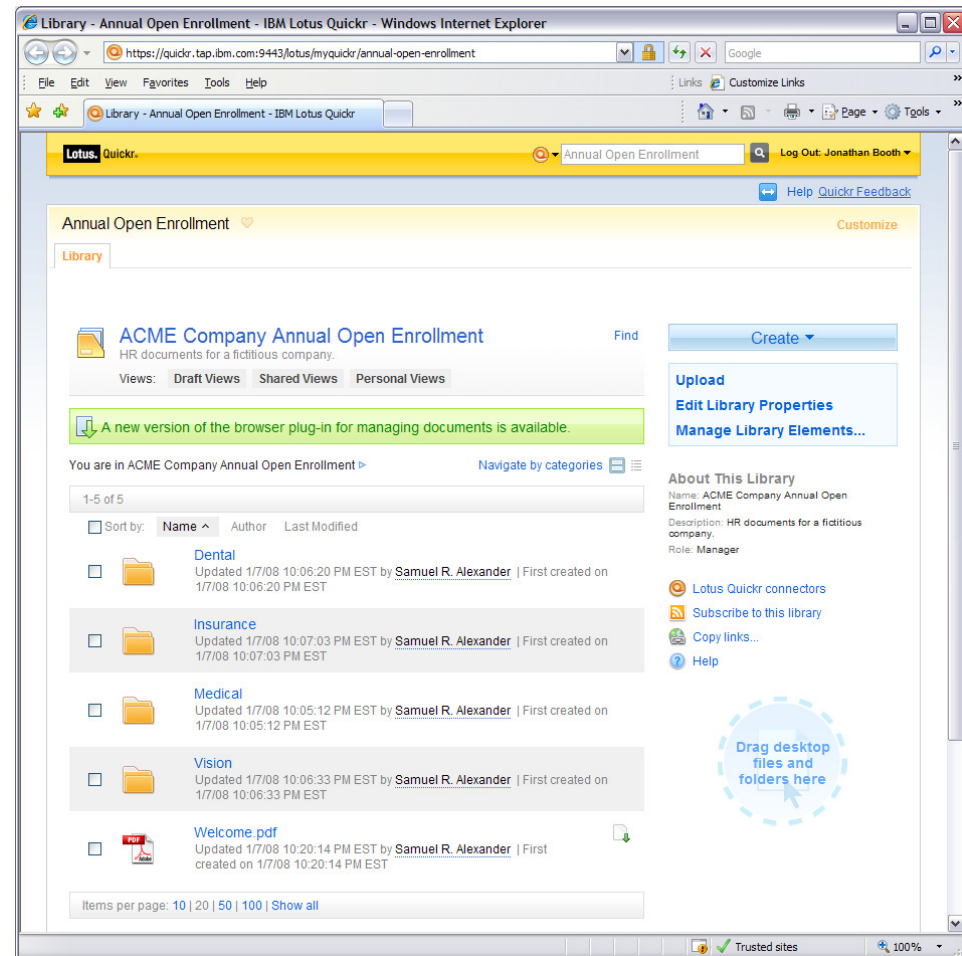 Library - Annual Open Enrollment - IBM Lotus Quickr - Windows Internet Explorer
https://quickr.tap.ibm.com:9443/lotus/myquickr/annual-open-enrollment
Google
File Edit View Favorites Tools Help
Links Customize Links »
Library - Annual Open Enrollment - IBM Lotus Quickr
Page Tools »
Lotus. Quickr.
Annual Open Enrollment
Log Out: Jonathan Booth
Help Quickr Feedback
Annual Open Enrollment
Customize
Library
ACME Company Annual Open Enrollment
Find
HR documents for a fictitious company.
Views: Draft Views Shared Views Personal Views
A new version of the browser plug-in for managing documents is available.
You are in ACME Company Annual Open Enrollment
Navigate by categories
1-5 of 5
Sort by: Name Author Last Modified
Dental
Updated 1/7/08 10:06:20 PM EST by Samuel R. Alexander | First created on
1/7/08 10:06:20 PM EST
Insurance
Updated 1/7/08 10:07:03 PM EST by Samuel R. Alexander | First created on
1/7/08 10:07:03 PM EST
Medical
Updated 1/7/08 10:05:12 PM EST by Samuel R. Alexander | First created on
1/7/08 10:05:12 PM EST
Vision
Updated 1/7/08 10:06:33 PM EST by Samuel R. Alexander | First created on
1/7/08 10:06:33 PM EST
PDF
Adobe
Welcome.pdf
Updated 1/7/08 10:20:14 PM EST by Samuel R. Alexander | First
created on 1/7/08 10:20:14 PM EST
Items per page: 10 | 20 | 50 | 100 | Show all
Create
Upload
Edit Library Properties
Manage Library Elements...
About This Library
Name: ACME Company Annual Open
Enrollment
Description: HR documents for a fictitious
company.
Role: Manager
Lotus Quickr connectors
Subscribe to this library
Copy links...
Help
Drag desktop
files and
folders here
Trusted sites
100%